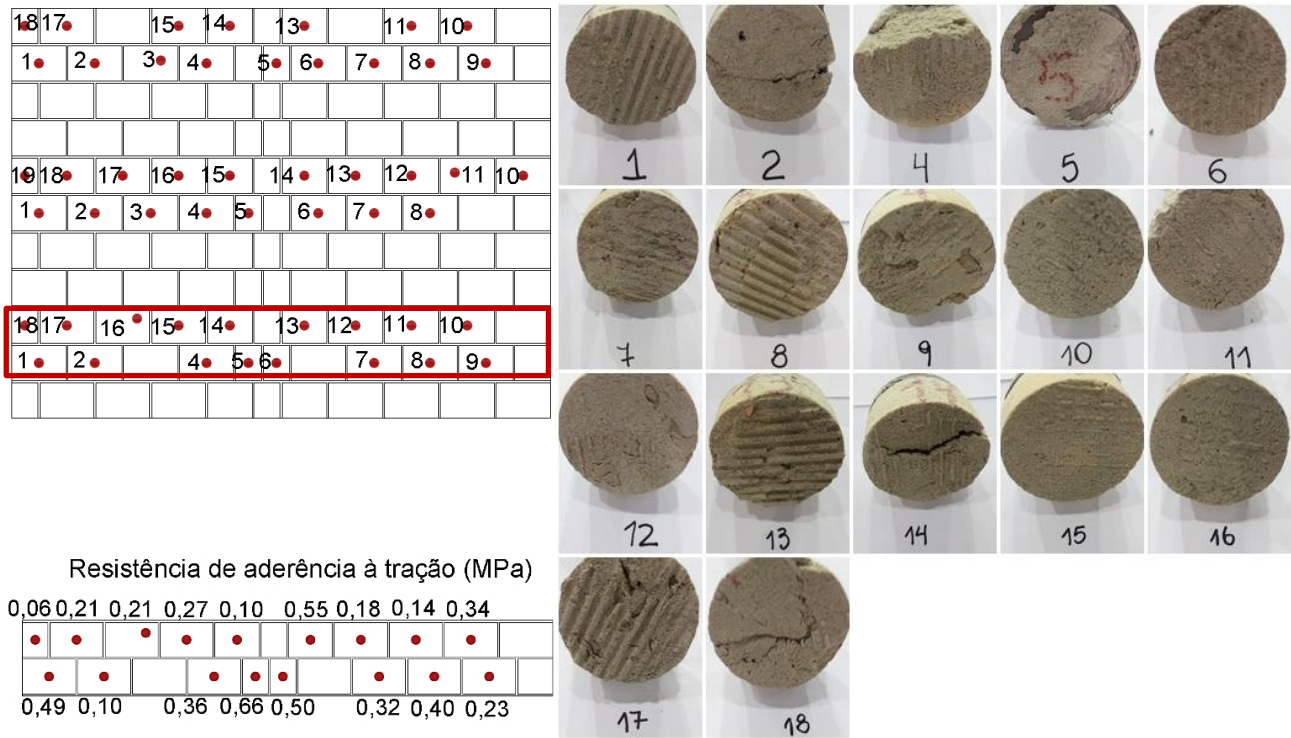 18 17 15 14 13 11 10
1 2 3 4 5 6 7 8 9
19 18 17 16 15 14 13 12 11 10
1 2 3 4 5 6 7 8
18 17 16 15 14 13 12 11 10
1 2 4 5 6 7 8 9
Resistência de aderência à tração (MPa)
0,06 0,21 0,21 0,27 0,10 0,55 0,18 0,14 0,34
0,49 0,10 0,36 0,66 0,50 0,32 0,40 0,23
5
1 2 4 5 6
7 8 9 10 11
12 13 14 15 16
17 18